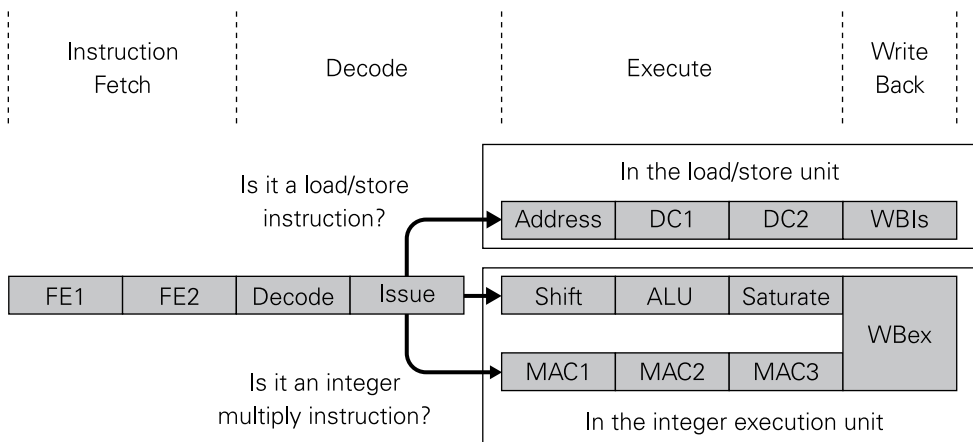 Instruction
Fetch
Decode
Execute
Write
Back
Is it a load/store
instruction?
In the load/store unit
Address DC1 DC2 WBIs
FE1 FE2 Decode Issue
Shift ALU Saturate
WBex
MAC1 MAC2 MAC3
Is it an integer
multiply instruction?
In the integer execution unit